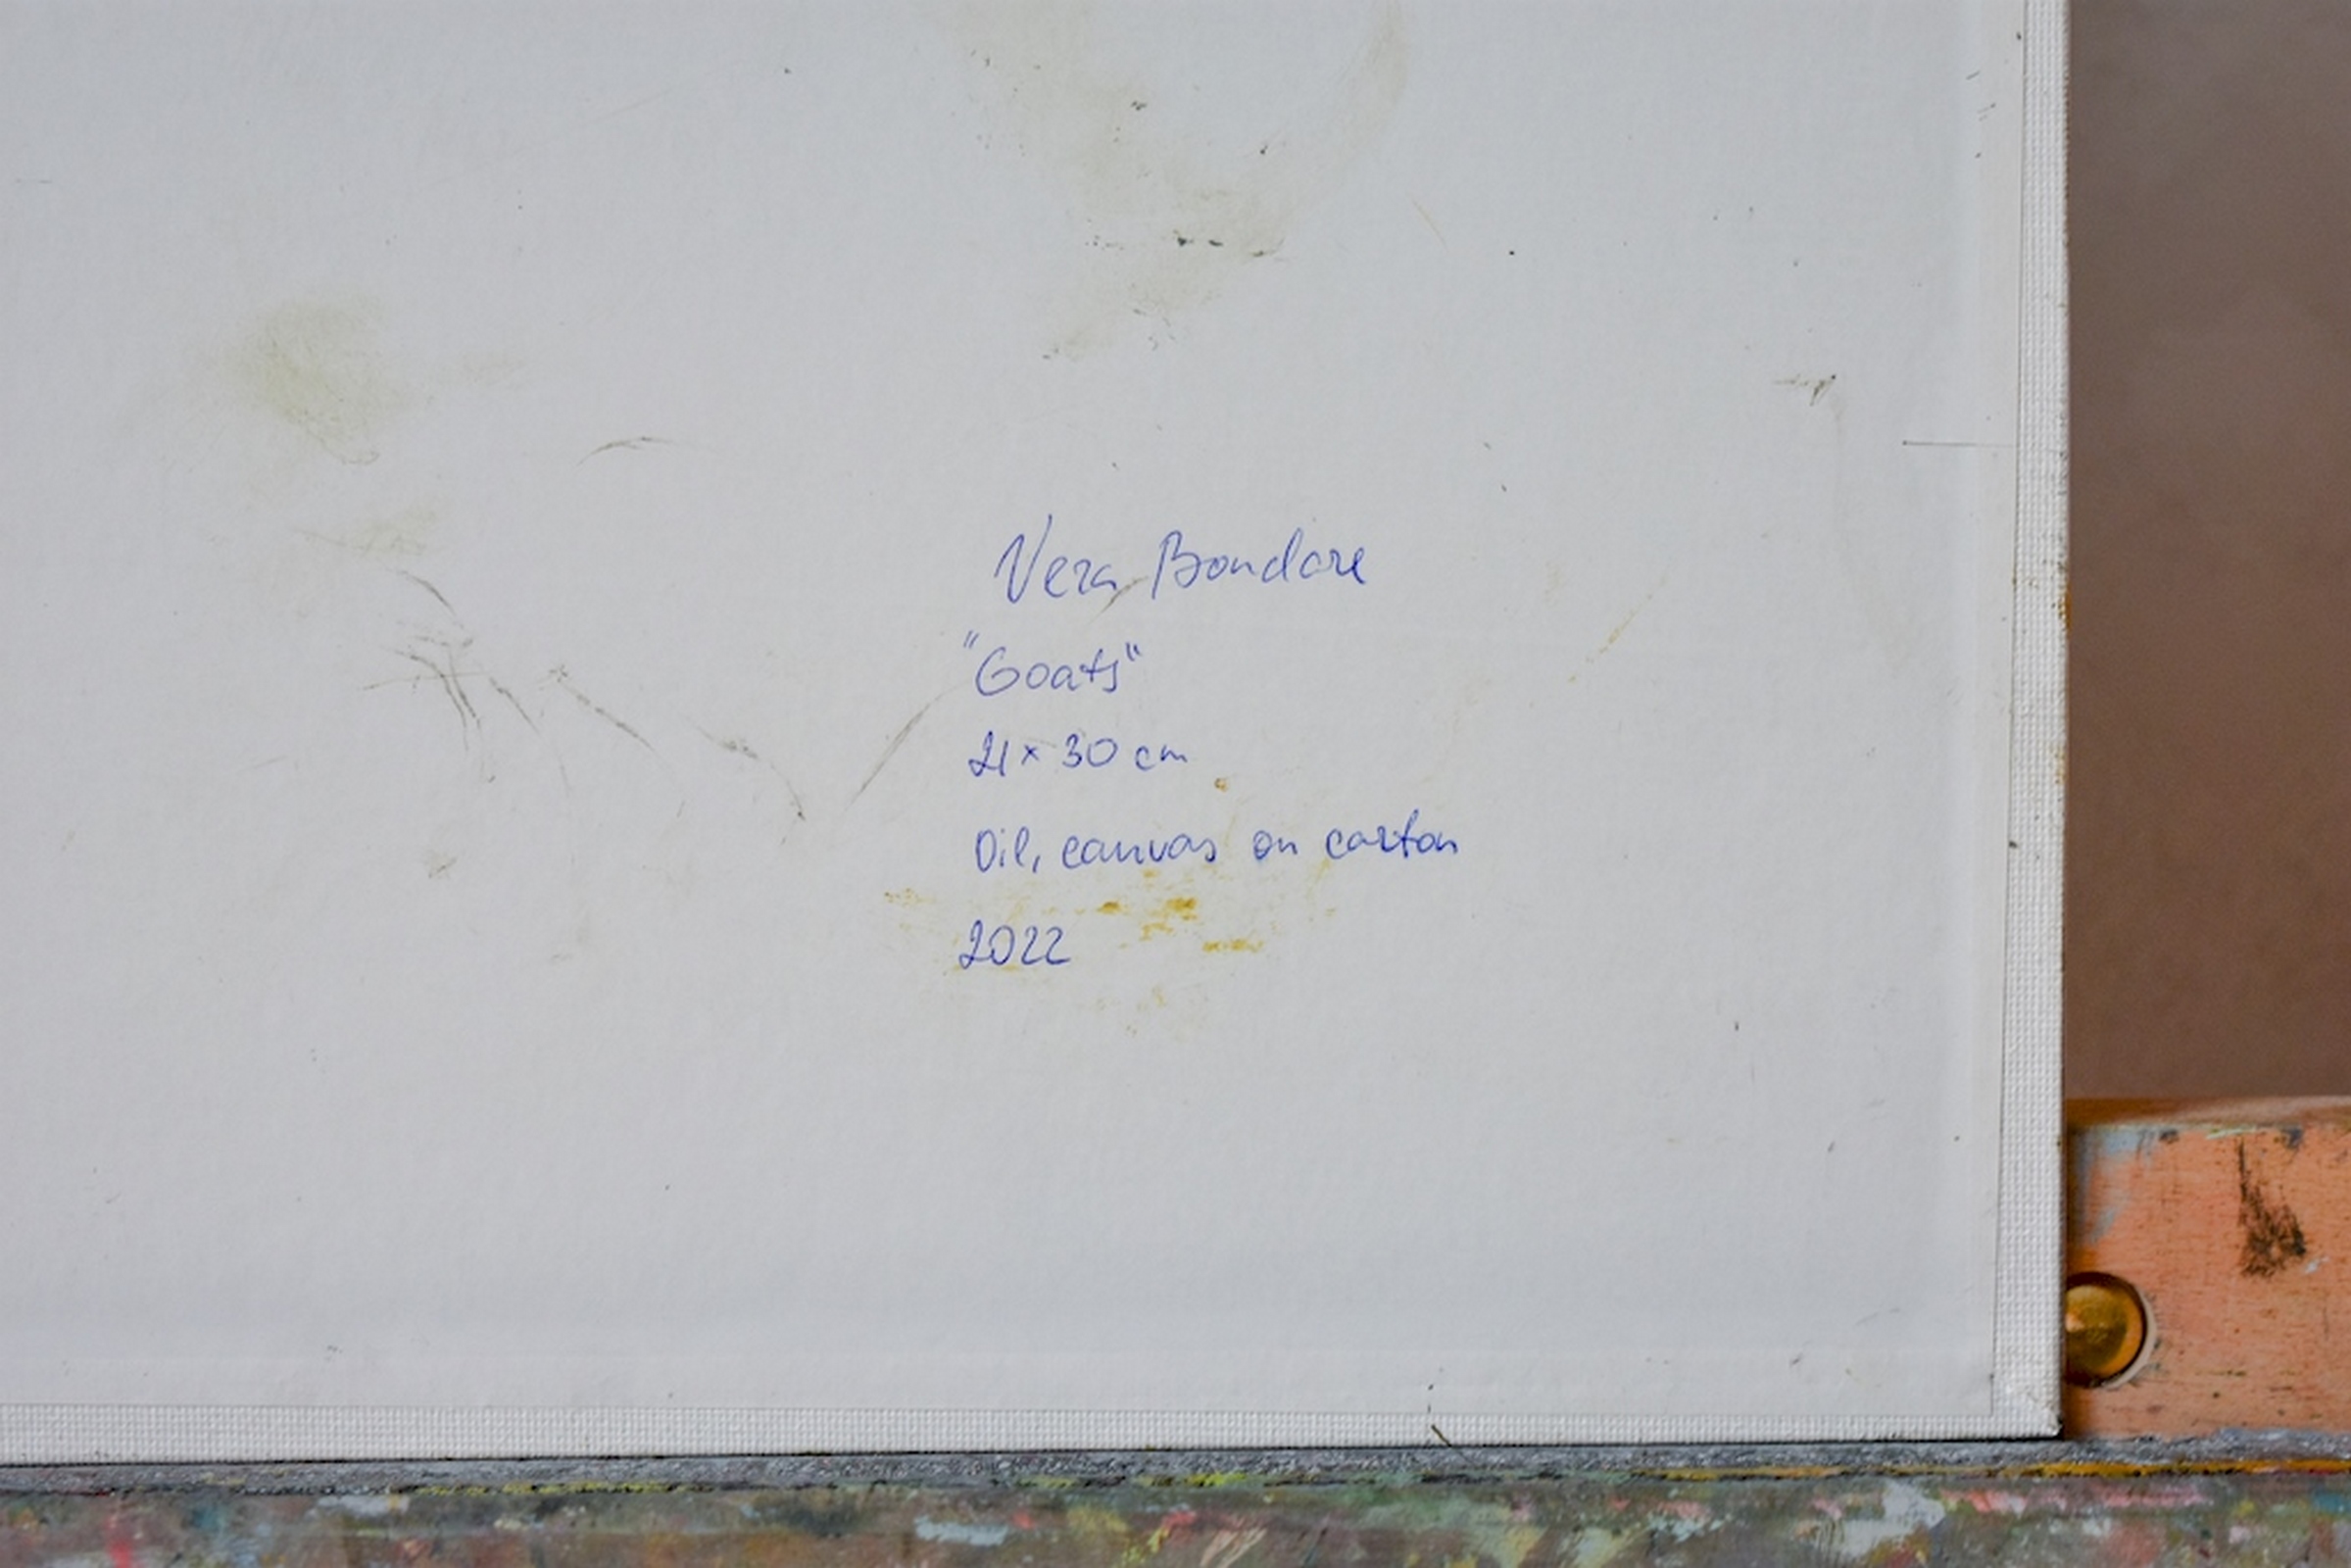 Vera Bondare
"Goats"
21 × 30 cm
Oil, canvas on carton
2022